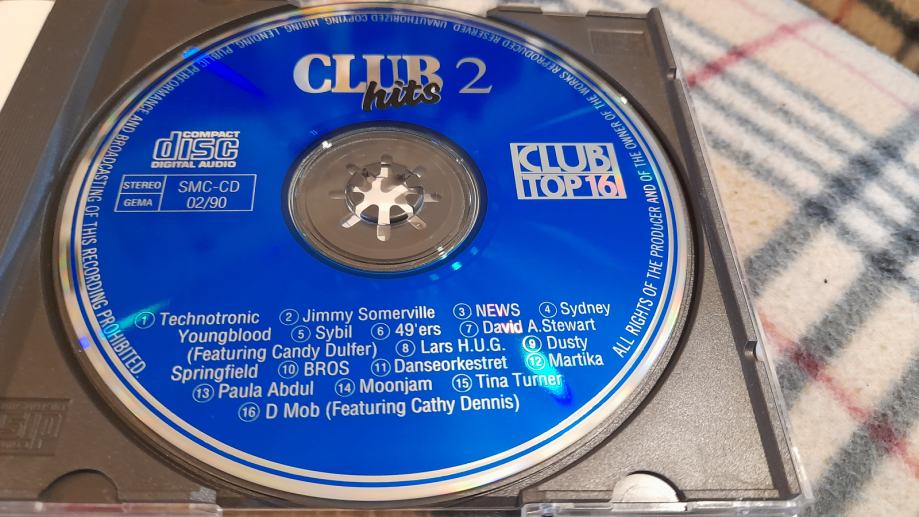 CLUB 2
hits
COMPACT
disc
DIGITAL AUDIO
STEREO
GEMA
SMC-CD
02/90
CLUB
TOP 16
① Technotronic ② Jimmy Somerville ③ NEWS ④ Sydney
Youngblood ⑤ Sybil ⑥ 49'ers ⑦ David A.Stewart
(Featuring Candy Dulfer) ⑧ Lars H.U.G. ⑨ Dusty
Springfield ⑩ BROS ⑪ Danseorkestret ⑫ Martika
⑬ Paula Abdul ⑭ Moonjam ⑮ Tina Turner
⑯ D Mob (Featuring Cathy Dennis)
ALL RIGHTS OF THE PRODUCER AND OF THE OWNER OF THE WORKS REPRODUCED RESERVED. UNAUTHORIZED COPYING, HIRING, LENDING, PUBLIC PERFORMANCE AND BROADCASTING OF THIS RECORDING PROHIBITED